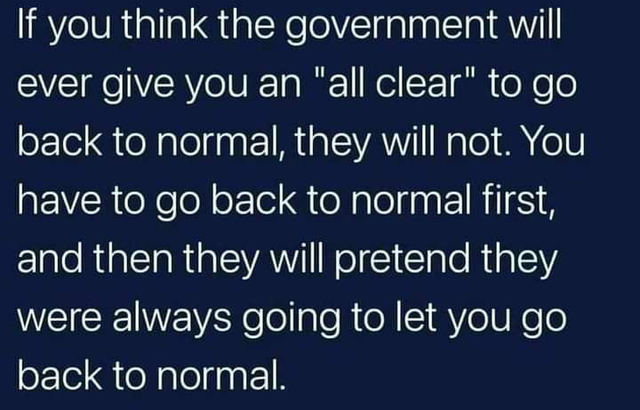 If you think the government will
ever give you an "all clear" to go
back to normal, they will not. You
have to go back to normal first,
and then they will pretend they
were always going to let you go
back to normal.